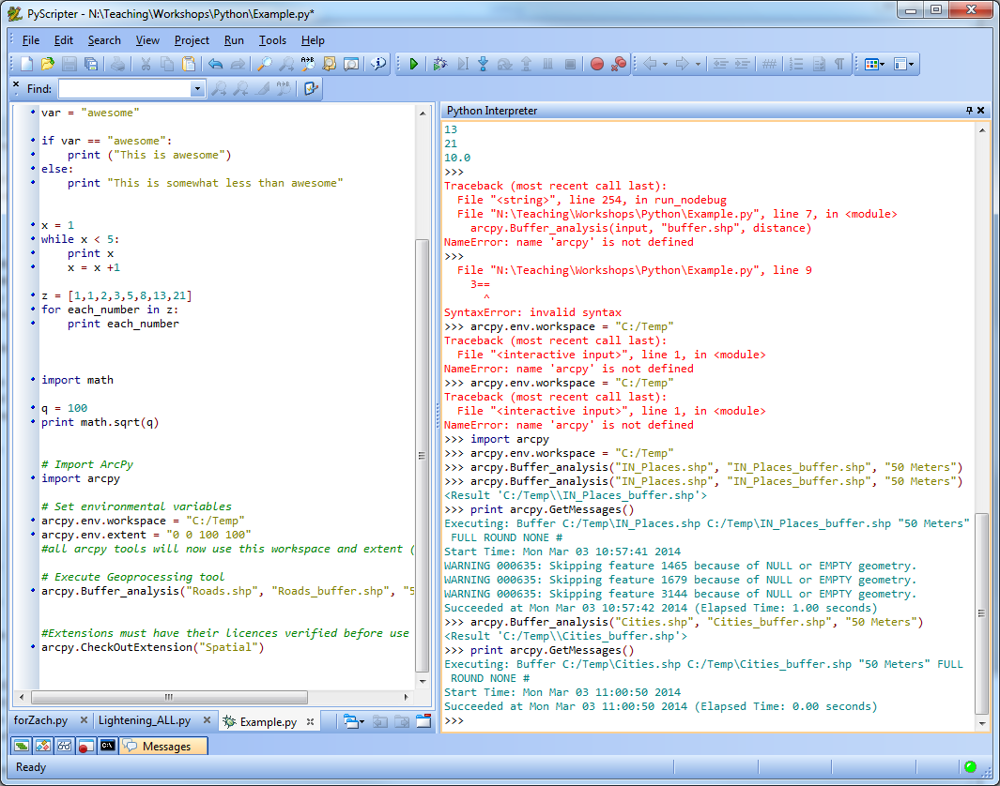 PyScripter - N:\Teaching\Workshops\Python\Example.py*
File Edit Search View Project Run Tools Help
Find:
var = "awesome"
if var == "awesome":
print ("This is awesome")
else:
print "This is somewhat less than awesome"
x = 1
while x < 5:
print x
x = x +1
z = [1,1,2,3,5,8,13,21]
for each_number in z:
print each_number
import math
q = 100
print math.sqrt(q)
# Import ArcPy
import arcpy
# Set environmental variables
arcpy.env.workspace = "C:/Temp"
arcpy.env.extent = "0 0 100 100"
#all arcpy tools will now use this workspace and extent (
# Execute Geoprocessing tool
arcpy.Buffer_analysis("Roads.shp", "Roads_buffer.shp", "5
#Extensions must have their licences verified before use
arcpy.CheckOutExtension("Spatial")
forZach.py Lightening_ALL.py Example.py
Python Interpreter
13
21
10.0
>>>
Traceback (most recent call last):
File "<string>", line 254, in run_nodebug
File "N:\Teaching\Workshops\Python\Example.py", line 7, in <module>
arcpy.Buffer_analysis(input, "buffer.shp", distance)
NameError: name 'arcpy' is not defined
>>>
File "N:\Teaching\Workshops\Python\Example.py", line 9
3==
^
SyntaxError: invalid syntax
>>> arcpy.env.workspace = "C:/Temp"
Traceback (most recent call last):
File "<interactive input>", line 1, in <module>
NameError: name 'arcpy' is not defined
>>> arcpy.env.workspace = "C:/Temp"
Traceback (most recent call last):
File "<interactive input>", line 1, in <module>
NameError: name 'arcpy' is not defined
>>> import arcpy
>>> arcpy.env.workspace = "C:/Temp"
>>> arcpy.Buffer_analysis("IN_Places.shp", "IN_Places_buffer.shp", "50 Meters")
>>> arcpy.Buffer_analysis("IN_Places.shp", "IN_Places_buffer.shp", "50 Meters")
<Result 'C:/Temp\\IN_Places_buffer.shp'>
>>> print arcpy.GetMessages()
Executing: Buffer C:/Temp\IN_Places.shp C:/Temp\IN_Places_buffer.shp "50 Meters"
FULL ROUND NONE #
Start Time: Mon Mar 03 10:57:41 2014
WARNING 000635: Skipping feature 1465 because of NULL or EMPTY geometry.
WARNING 000635: Skipping feature 1679 because of NULL or EMPTY geometry.
WARNING 000635: Skipping feature 3144 because of NULL or EMPTY geometry.
Succeeded at Mon Mar 03 10:57:42 2014 (Elapsed Time: 1.00 seconds)
>>> arcpy.Buffer_analysis("Cities.shp", "Cities_buffer.shp", "50 Meters")
<Result 'C:/Temp\\Cities_buffer.shp'>
>>> print arcpy.GetMessages()
Executing: Buffer C:/Temp\Cities.shp C:/Temp\Cities_buffer.shp "50 Meters" FULL
ROUND NONE #
Start Time: Mon Mar 03 11:00:50 2014
Succeeded at Mon Mar 03 11:00:50 2014 (Elapsed Time: 0.00 seconds)
>>>
Messages
Ready